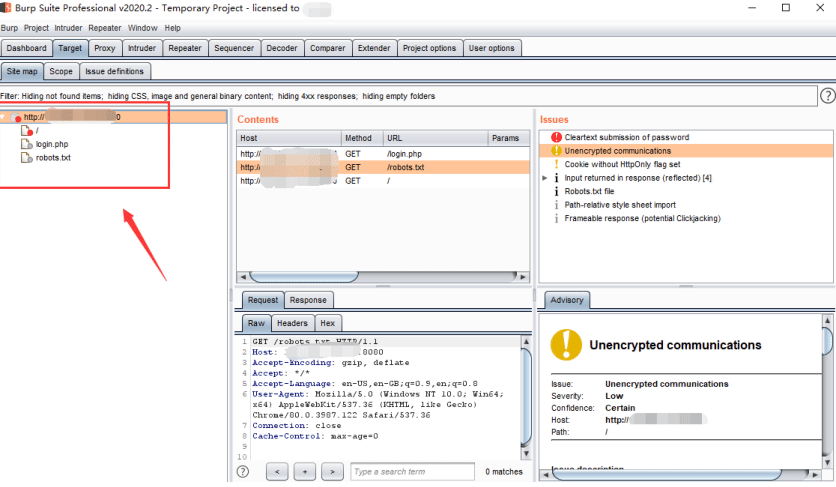 Burp Suite Professional v2020.2 - Temporary Project - licensed to
Burp Project Intruder Repeater Window Help
Dashboard Target Proxy Intruder Repeater Sequencer Decoder Comparer Extender Project options User options
Site map Scope Issue definitions
Filter: Hiding not found items; hiding CSS, image and general binary content; hiding 4xx responses; hiding empty folders
?
http:// 0
/
login.php
robots.txt
Contents
Host Method URL Params
http:/ GET /login.php
http:/ GET /robots.txt
http:/ GET /
Request Response
Raw Headers Hex
1 GET /robots.txt HTTP/1.1
2 Host: :8080
3 Accept-Encoding: gzip, deflate
4 Accept: */*
5 Accept-Language: en-US,en-GB;q=0.9,en;q=0.8
6 User-Agent: Mozilla/5.0 (Windows NT 10.0; Win64;
x64) AppleWebKit/537.36 (KHTML, like Gecko)
Chrome/80.0.3987.122 Safari/537.36
7 Connection: close
8 Cache-Control: max-age=0
9
10
? < + > Type a search term 0 matches
Issues
Cleartext submission of password
Unencrypted communications
Cookie without HttpOnly flag set
Input returned in response (reflected) [4]
Robots.txt file
Path-relative style sheet import
Frameable response (potential Clickjacking)
Advisory
Unencrypted communications
Issue: Unencrypted communications
Severity: Low
Confidence: Certain
Host: http://
Path: /
Issue description